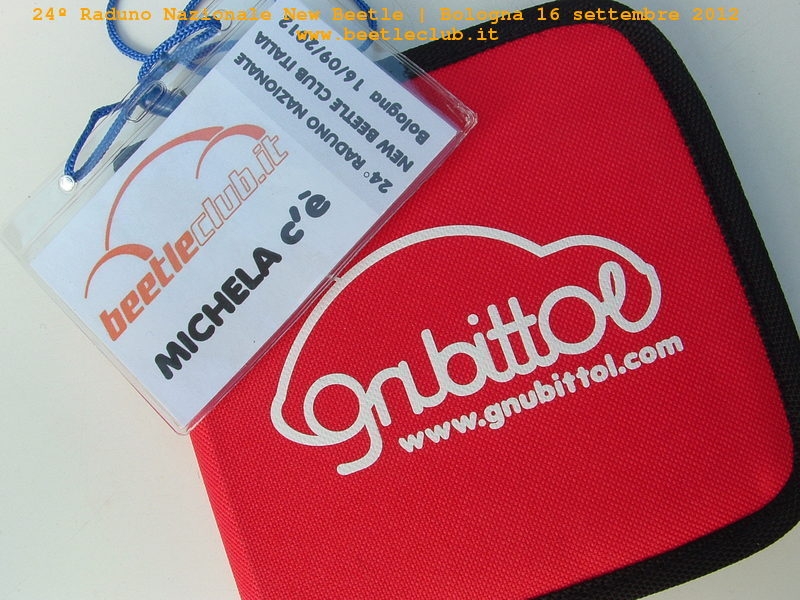 24ª Raduno Nazionale New Beetle | Bologna 16 settembre 2012
www.beetleclub.it
24° RADUNO NAZIONALE
NEW BEETLE CLUB ITALIA
Bologna 16/09/2012
beetleclub.it
MICHELA c'è
gnubittol
www.gnubittol.com